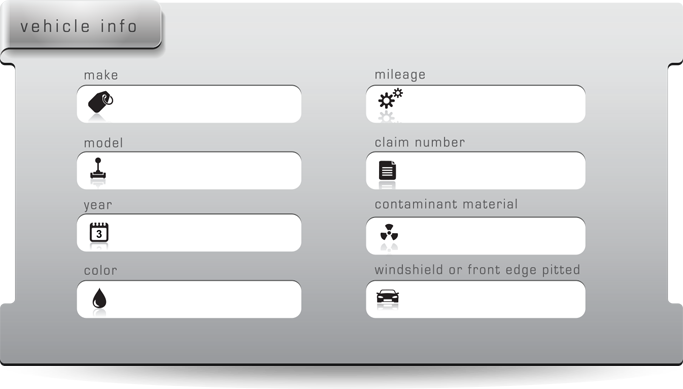 vehicle info
make
mileage
model
claim number
year
contaminant material
3
color
windshield or front edge pitted